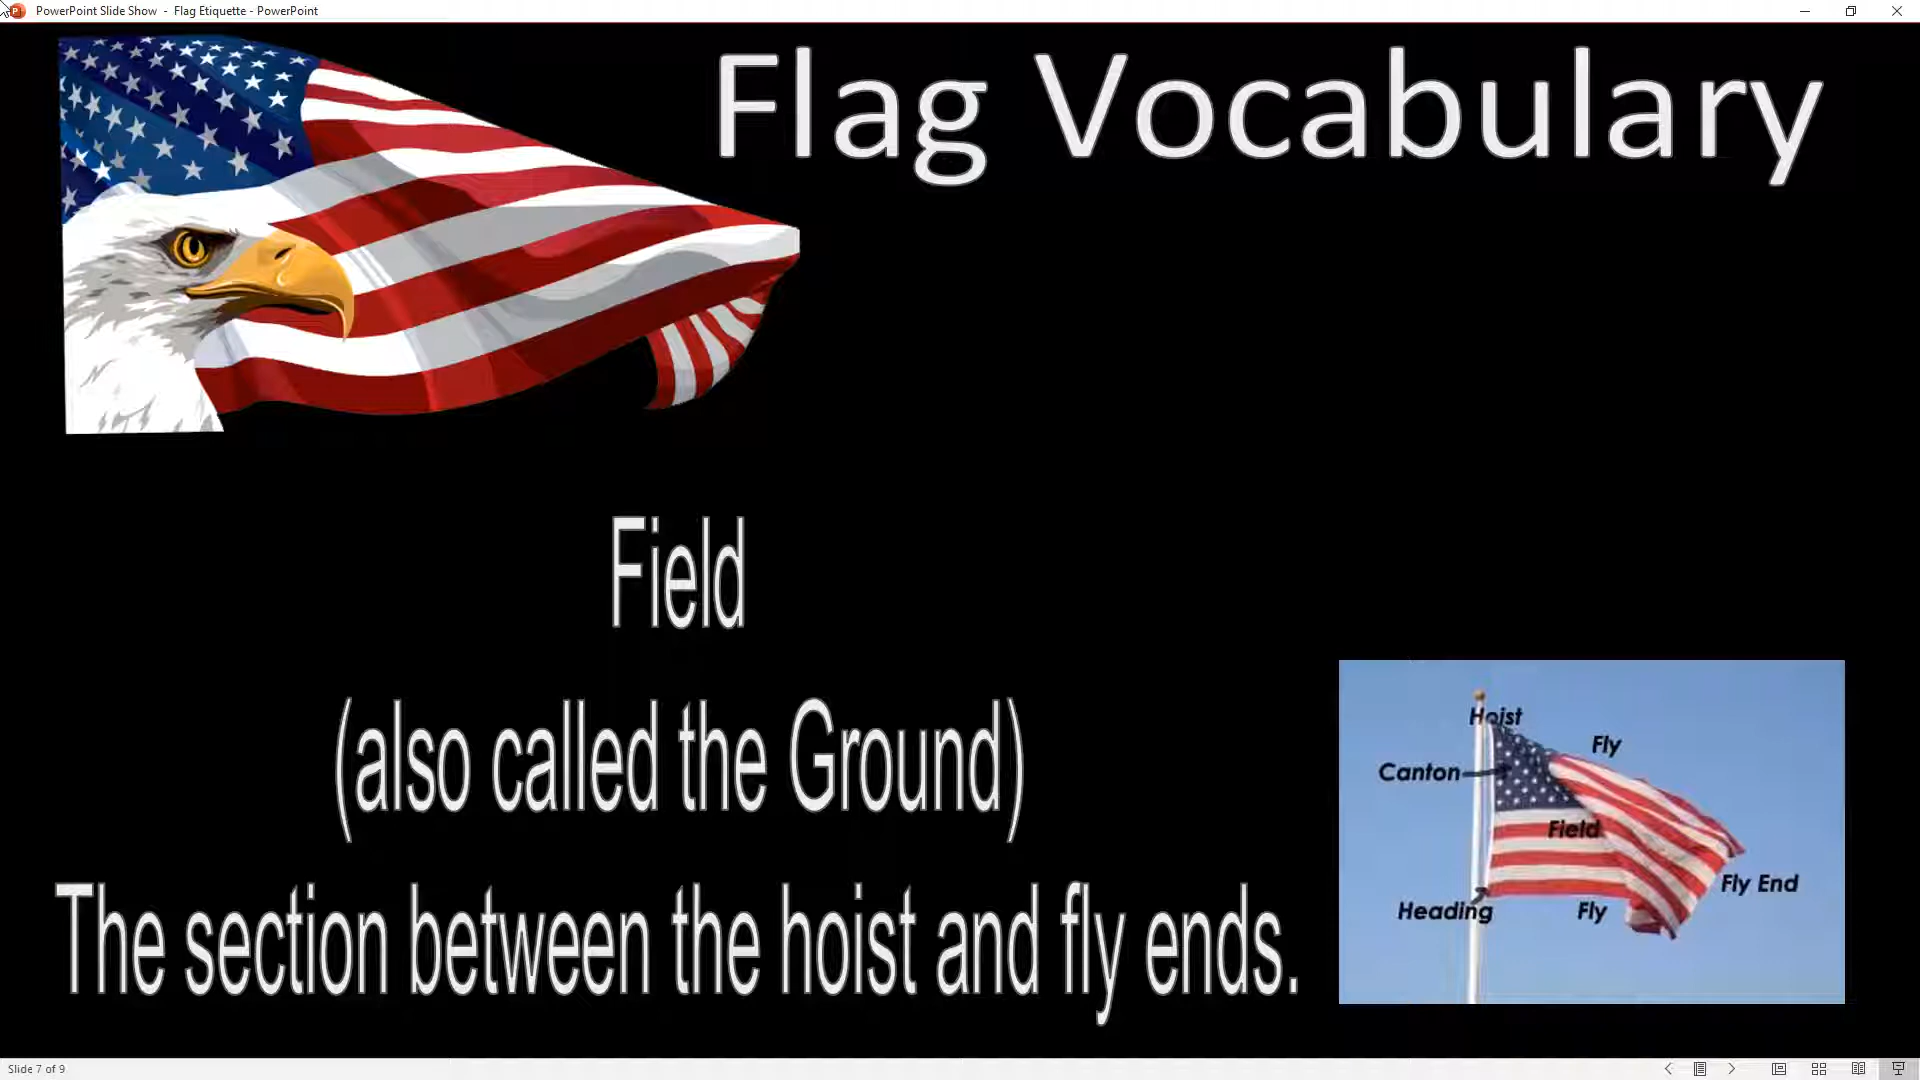 PowerPoint Slide Show - Flag Etiquette - PowerPoint
Flag Vocabulary
Field
(also called the Ground)
The section between the hoist and fly ends.
Hoist
Fly
Canton
Field
Fly End
Heading
Fly
Slide 7 of 9